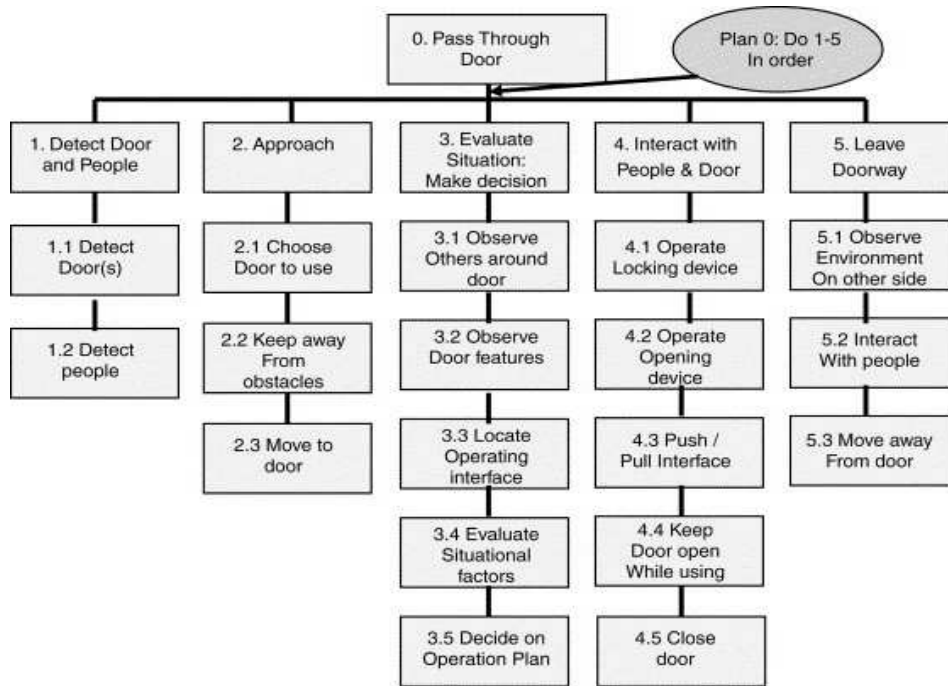 0. Pass Through
Door
Plan 0: Do 1-5
In order
1. Detect Door
and People
2. Approach
3. Evaluate
Situation:
Make decision
4. Interact with
People & Door
5. Leave
Doorway
1.1 Detect
Door(s)
2.1 Choose
Door to use
3.1 Observe
Others around
door
4.1 Operate
Locking device
5.1 Observe
Environment
On other side
1.2 Detect
people
2.2 Keep away
From
obstacles
3.2 Observe
Door features
4.2 Operate
Opening
device
5.2 Interact
With people
2.3 Move to
door
3.3 Locate
Operating
interface
4.3 Push /
Pull Interface
5.3 Move away
From door
3.4 Evaluate
Situational
factors
4.4 Keep
Door open
While using
3.5 Decide on
Operation Plan
4.5 Close
door